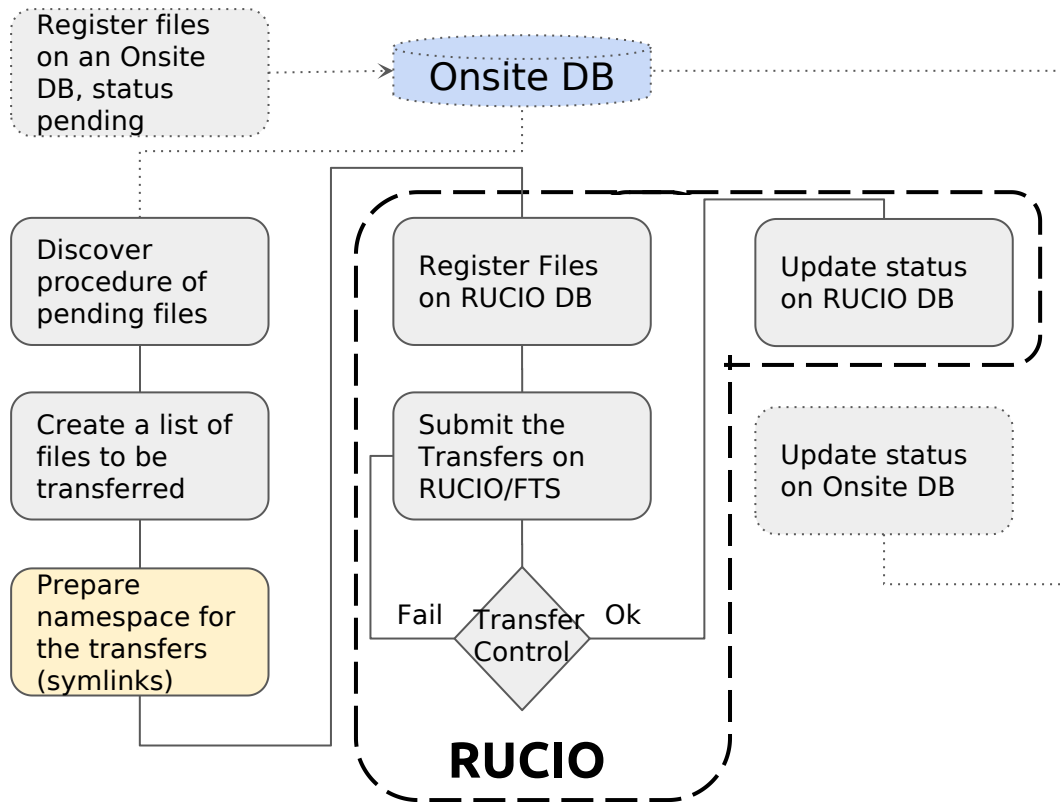 Register files
on an Onsite
DB, status
pending
Onsite DB
Discover
procedure of
pending files
Register Files
on RUCIO DB
Update status
on RUCIO DB
Create a list of
files to be
transferred
Submit the
Transfers on
RUCIO/FTS
Update status
on Onsite DB
Prepare
namespace for
the transfers
(symlinks)
Fail
Transfer
Control
Ok
RUCIO